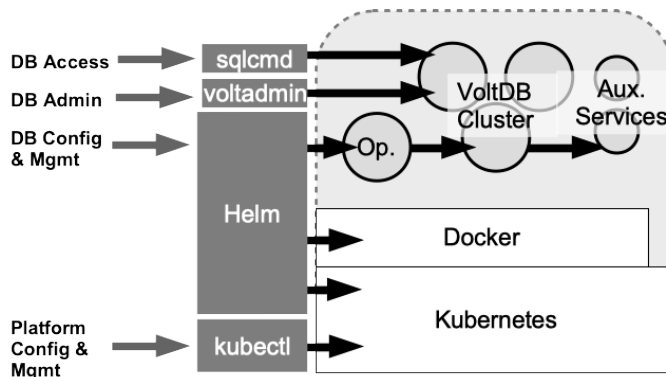 DB Access
sqlcmd
DB Admin
voltadmin
VoltDB
Cluster
Aux.
Services
DB Config
& Mgmt
Op.
Helm
Docker
Kubernetes
Platform
Config &
Mgmt
kubectl